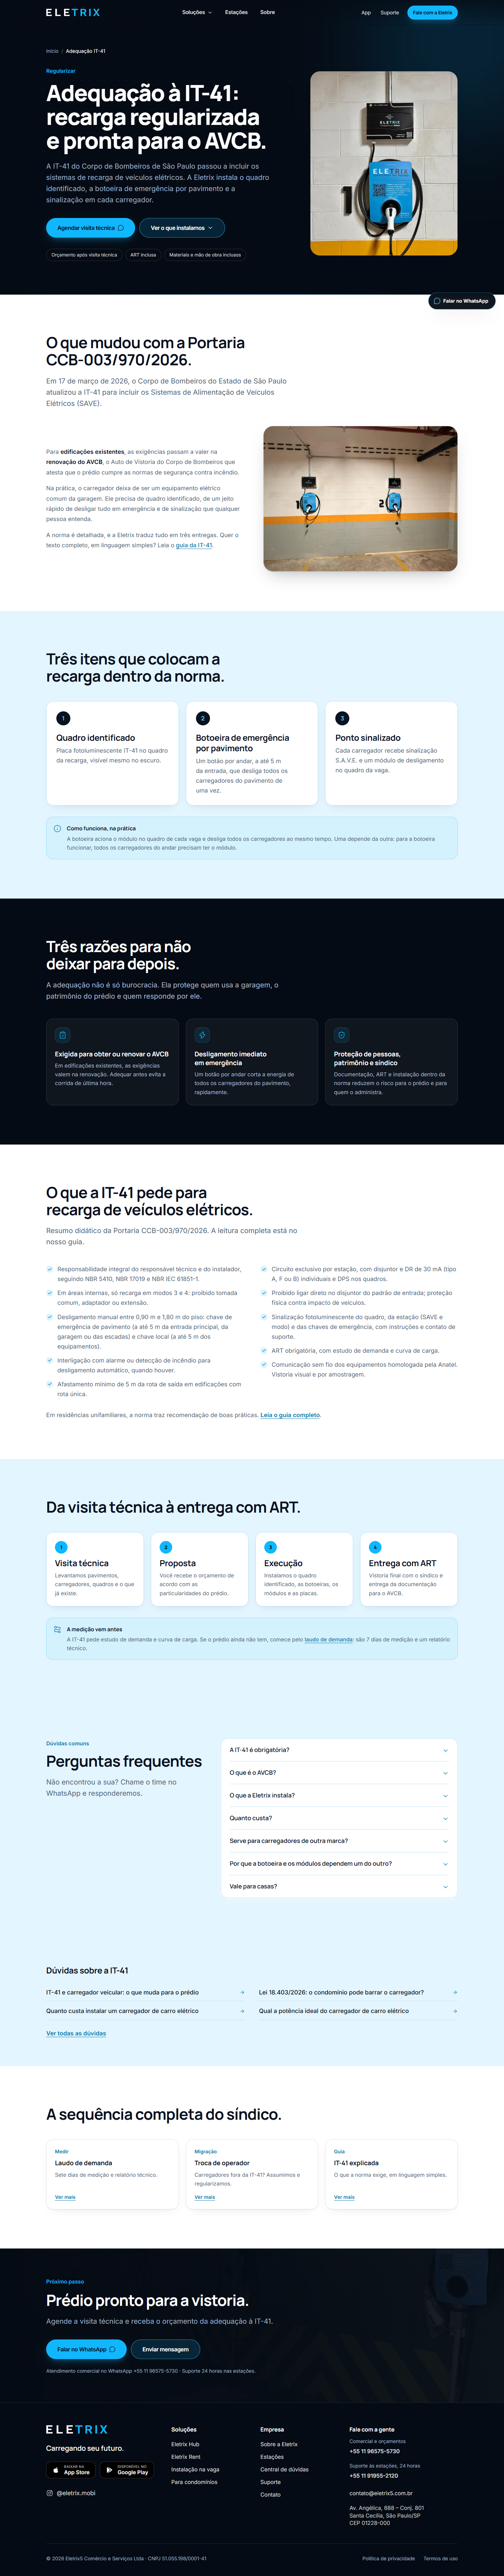 ELETRIX
Soluções
Estações
Sobre
App
Suporte
Fale com a Eletrix
Início / Adequação IT-41
Regularizar
Adequação à IT-41:
recarga regularizada
e pronta para o AVCB.
A IT-41 do Corpo de Bombeiros de São Paulo passou a incluir os
sistemas de recarga de veículos elétricos. A Eletrix instala o quadro
identificado, a botoeira de emergência por pavimento e a
sinalização em cada carregador.
Agendar visita técnica
Ver o que instalamos
Orçamento após visita técnica
ART inclusa
Materiais e mão de obra inclusos
1
ELETRIX
Falar no WhatsApp
O que mudou com a Portaria
CCB-003/970/2026.
Em 17 de março de 2026, o Corpo de Bombeiros do Estado de São Paulo
atualizou a IT-41 para incluir os Sistemas de Alimentação de Veículos
Elétricos (SAVE).
Para edificações existentes, as exigências passam a valer na
renovação do AVCB, o Auto de Vistoria do Corpo de Bombeiros que
atesta que o prédio cumpre as normas de segurança contra incêndio.
Na prática, o carregador deixa de ser um equipamento elétrico
comum da garagem. Ele precisa de quadro identificado, de um jeito
rápido de desligar tudo em emergência e de sinalização que qualquer
pessoa entenda.
A norma é detalhada, e a Eletrix traduz tudo em três entregas. Quer o
texto completo, em linguagem simples? Leia o guia da IT-41.
1
2
Três itens que colocam a
recarga dentro da norma.
1
Quadro identificado
Placa fotoluminescente IT-41 no quadro
da recarga, visível mesmo no escuro.
2
Botoeira de emergência
por pavimento
Um botão por andar, a até 5 m
da entrada, que desliga todos os
carregadores do pavimento de
uma vez.
3
Ponto sinalizado
Cada carregador recebe sinalização
S.A.V.E. e um módulo de desligamento
no quadro da vaga.
Como funciona, na prática
A botoeira aciona o módulo no quadro de cada vaga e desliga todos os carregadores ao mesmo tempo. Uma depende da outra: para a botoeira
funcionar, todos os carregadores do andar precisam ter o módulo.
Três razões para não
deixar para depois.
A adequação não é só burocracia. Ela protege quem usa a garagem, o
patrimônio do prédio e quem responde por ele.
Exigida para obter ou renovar o AVCB
Em edificações existentes, as exigências
valem na renovação. Adequar antes evita a
corrida de última hora.
Desligamento imediato
em emergência
Um botão por andar corta a energia de
todos os carregadores do pavimento,
rapidamente.
Proteção de pessoas,
patrimônio e síndico
Documentação, ART e instalação dentro da
norma reduzem o risco para o prédio e para
quem o administra.
O que a IT-41 pede para
recarga de veículos elétricos.
Resumo didático da Portaria CCB-003/970/2026. A leitura completa está no
nosso guia.
Responsabilidade integral do responsável técnico e do instalador,
seguindo NBR 5410, NBR 17019 e NBR IEC 61851-1.
Em áreas internas, só recarga em modos 3 e 4: proibido tomada
comum, adaptador ou extensão.
Desligamento manual entre 0,90 m e 1,80 m do piso: chave de
emergência de pavimento (a até 5 m da entrada principal, da
garagem ou das escadas) e chave local (a até 5 m dos
equipamentos).
Interligação com alarme ou detecção de incêndio para
desligamento automático, quando houver.
Afastamento mínimo de 5 m da rota de saída em edificações com
rota única.
Circuito exclusivo por estação, com disjuntor e DR de 30 mA (tipo
A, F ou B) individuais e DPS nos quadros.
Proibido ligar direto no disjuntor do padrão de entrada; proteção
física contra impacto de veículos.
Sinalização fotoluminescente do quadro, da estação (SAVE e
modo) e das chaves de emergência, com instruções e contato de
suporte.
ART obrigatória, com estudo de demanda e curva de carga.
Comunicação sem fio dos equipamentos homologada pela Anatel.
Vistoria visual e por amostragem.
Em residências unifamiliares, a norma traz recomendação de boas práticas. Leia o guia completo.
Da visita técnica à entrega com ART.
1
Visita técnica
Levantamos pavimentos,
carregadores, quadros e o que
já existe.
2
Proposta
Você recebe o orçamento de
acordo com as
particularidades do prédio.
3
Execução
Instalamos o quadro
identificado, as botoeiras, os
módulos e as placas.
4
Entrega com ART
Vistoria final com o síndico e
entrega da documentação
para o AVCB.
A medição vem antes
A IT-41 pede estudo de demanda e curva de carga. Se o prédio ainda não tem, comece pelo laudo de demanda: são 7 dias de medição e um relatório
técnico.
Dúvidas comuns
Perguntas frequentes
Não encontrou a sua? Chame o time no
WhatsApp e responderemos.
A IT-41 é obrigatória?
O que é o AVCB?
O que a Eletrix instala?
Quanto custa?
Serve para carregadores de outra marca?
Por que a botoeira e os módulos dependem um do outro?
Vale para casas?
Dúvidas sobre a IT-41
IT-41 e carregador veicular: o que muda para o prédio
Lei 18.403/2026: o condomínio pode barrar o carregador?
Quanto custa instalar um carregador de carro elétrico
Qual a potência ideal do carregador de carro elétrico
Ver todas as dúvidas
A sequência completa do síndico.
Medir
Laudo de demanda
Sete dias de medição e relatório técnico.
Ver mais
Migração
Troca de operador
Carregadores fora da IT-41? Assumimos e
regularizamos.
Ver mais
Guia
IT-41 explicada
O que a norma exige, em linguagem simples.
Ver mais
Próximo passo
Prédio pronto para a vistoria.
Agende a visita técnica e receba o orçamento da adequação à IT-41.
Falar no WhatsApp
Enviar mensagem
Atendimento comercial no WhatsApp +55 11 96575-5730 · Suporte 24 horas nas estações.
ELETRIX
Carregando seu futuro.
BAIXAR NA
App Store
DISPONÍVEL NO
Google Play
@eletrix.mobi
Soluções
Eletrix Hub
Eletrix Rent
Instalação na vaga
Para condomínios
Empresa
Sobre a Eletrix
Estações
Central de dúvidas
Suporte
Contato
Fale com a gente
Comercial e orçamentos
+55 11 96575-5730
Suporte às estações, 24 horas
+55 11 91955-2120
contato@eletrix5.com.br
Av. Angélica, 688 – Conj. 801
Santa Cecília, São Paulo/SP
CEP 01228-000
© 2026 Eletrix5 Comércio e Serviços Ltda · CNPJ 51.055.198/0001-41
Política de privacidade
Termos de uso